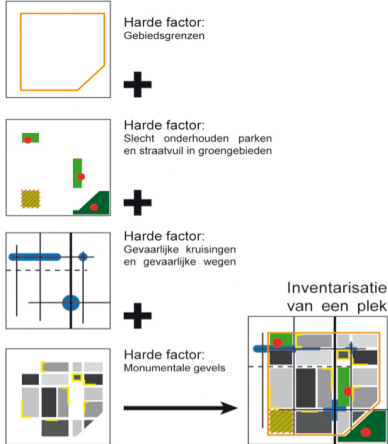 Harde factor:
Gebiedsgrenzen
Harde factor:
Slecht onderhouden parken
en straatvuil in groengebieden
Harde factor:
Gevaarlijke kruisingen
en gevaarlijke wegen
Harde factor:
Monumentale gevels
Inventarisatie
van een plek